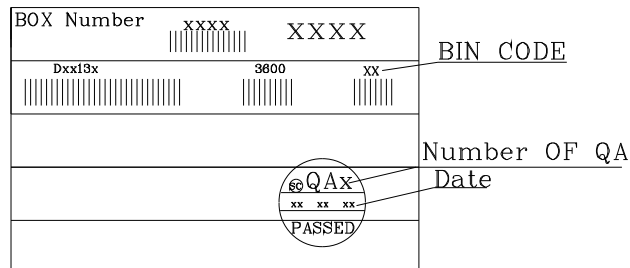 BOX Number XXXX XXXX
BIN CODE
Dxx13x 3600 XX
Number OF QA
SC QAX
Date
xx xx xx
PASSED